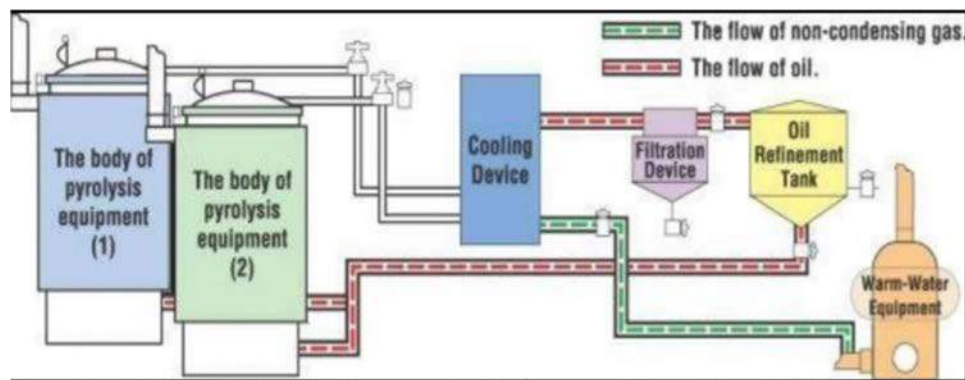 The flow of non-condensing gas.
The flow of oil.
The body of
pyrolysis
equipment
(1)
The body of
pyrolysis
equipment
(2)
Cooling
Device
Filtration
Device
Oil
Refinement
Tank
Warm-Water
Equipment